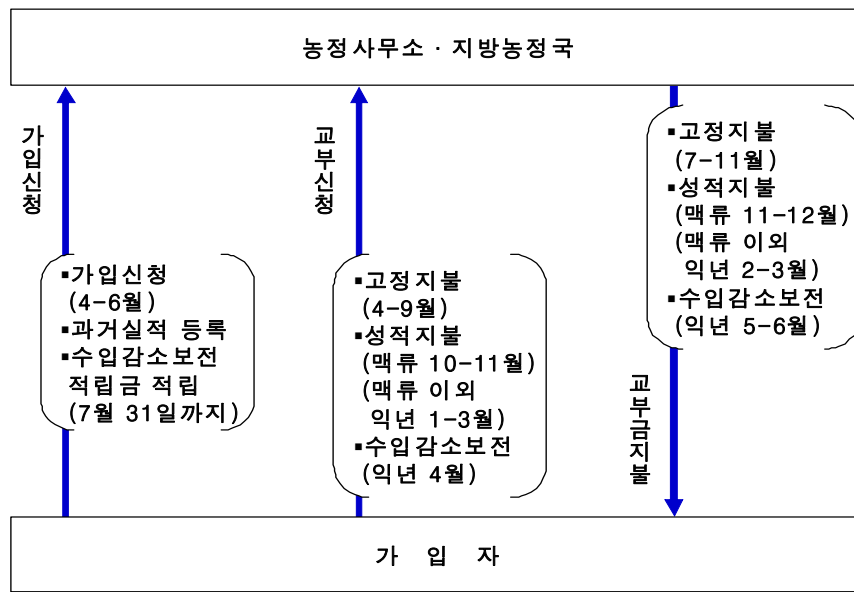 농정사무소 · 지방농정국
가입신청
▪가입신청
(4-6월)
▪과거실적 등록
▪수입감소보전
적립금 적립
(7월 31일까지)
교부신청
▪고정지불
(4-9월)
▪성적지불
(맥류 10-11월)
(맥류 이외
익년 1-3월)
▪수입감소보전
(익년 4월)
▪고정지불
(7-11월)
▪성적지불
(맥류 11-12월)
(맥류 이외
익년 2-3월)
▪수입감소보전
(익년 5-6월)
교부금지불
가 입 자